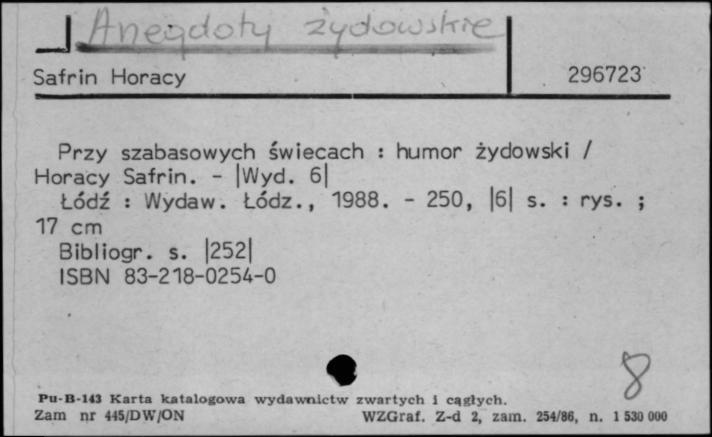 Anegdoty żydowskie
Safrin Horacy 296723
Przy szabasowych świecach : humor żydowski /
Horacy Safrin. - |Wyd. 6|
Łódź : Wydaw. Łódz., 1988. - 250, |6| s. : rys. ;
17 cm
Bibliogr. s. |252|
ISBN 83-218-0254-0
8
Pu-B-143 Karta katalogowa wydawnictw zwartych i cągłych.
Zam nr 445/DW/ON WZGraf. Z-d 2, zam. 254/86, n. 1 530 000